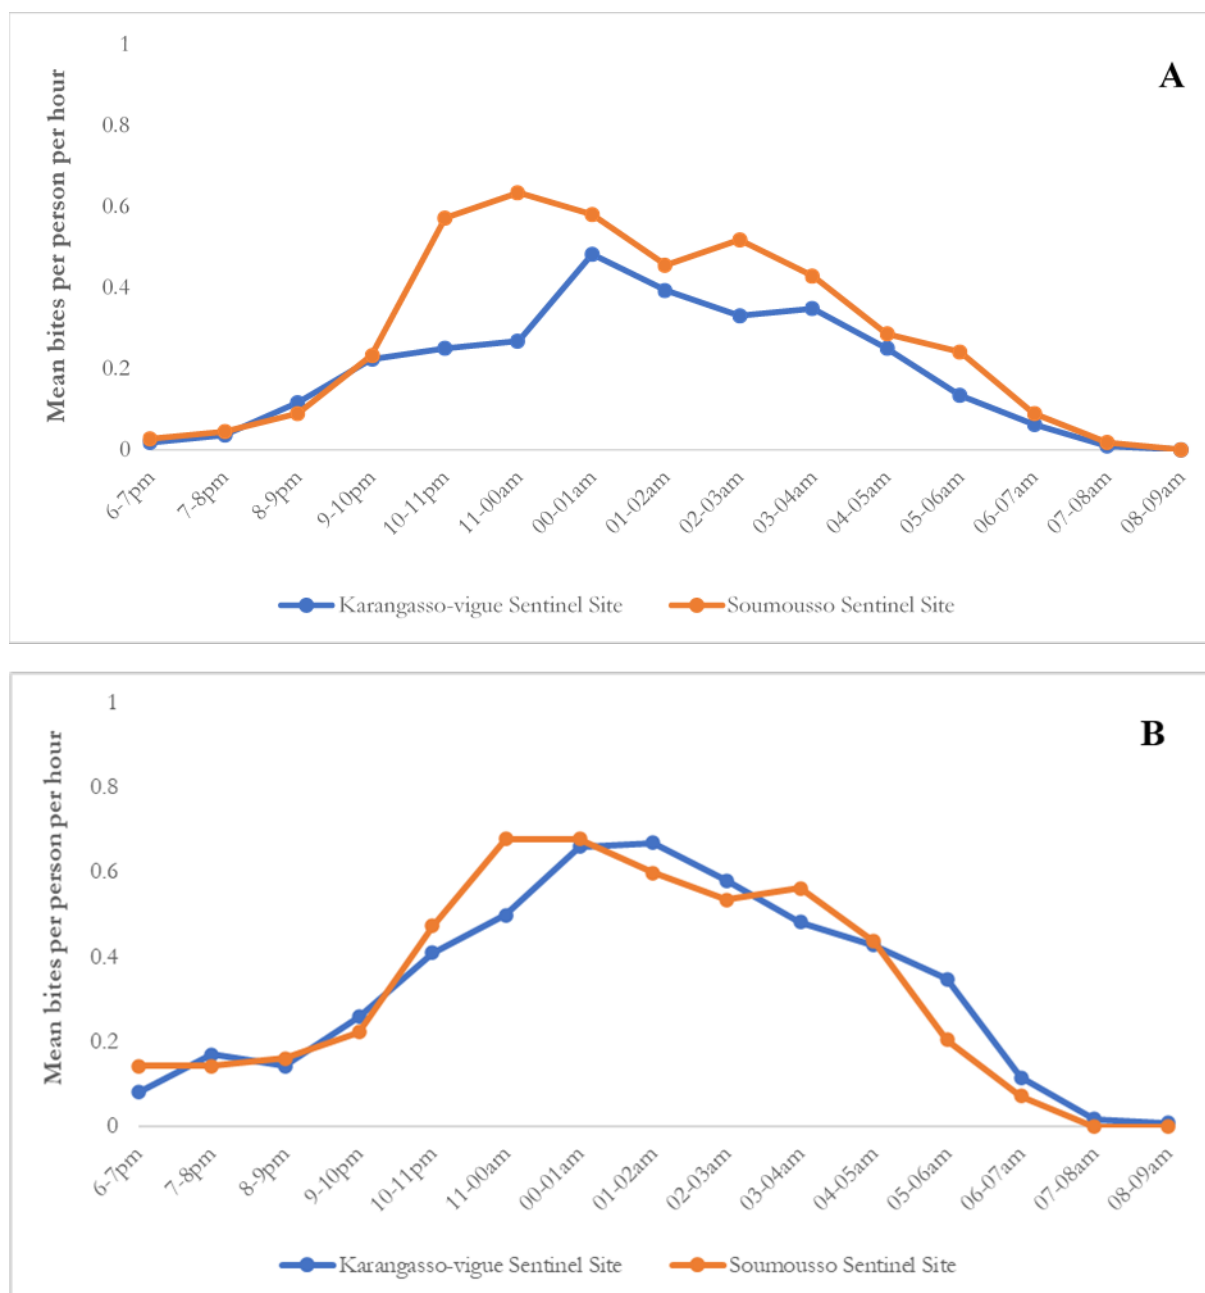 A
Mean bites per person per hour
1
0.8
0.6
0.4
0.2
0
6-7pm
7-8pm
8-9pm
9-10pm
10-11pm
11-00am
00-01am
01-02am
02-03am
03-04am
04-05am
05-06am
06-07am
07-08am
08-09am
Karangasso-vigue Sentinel Site Soumousso Sentinel Site
B
Mean bites per person per hour
1
0.8
0.6
0.4
0.2
0
6-7pm
7-8pm
8-9pm
9-10pm
10-11pm
11-00am
00-01am
01-02am
02-03am
03-04am
04-05am
05-06am
06-07am
07-08am
08-09am
Karangasso-vigue Sentinel Site Soumousso Sentinel Site